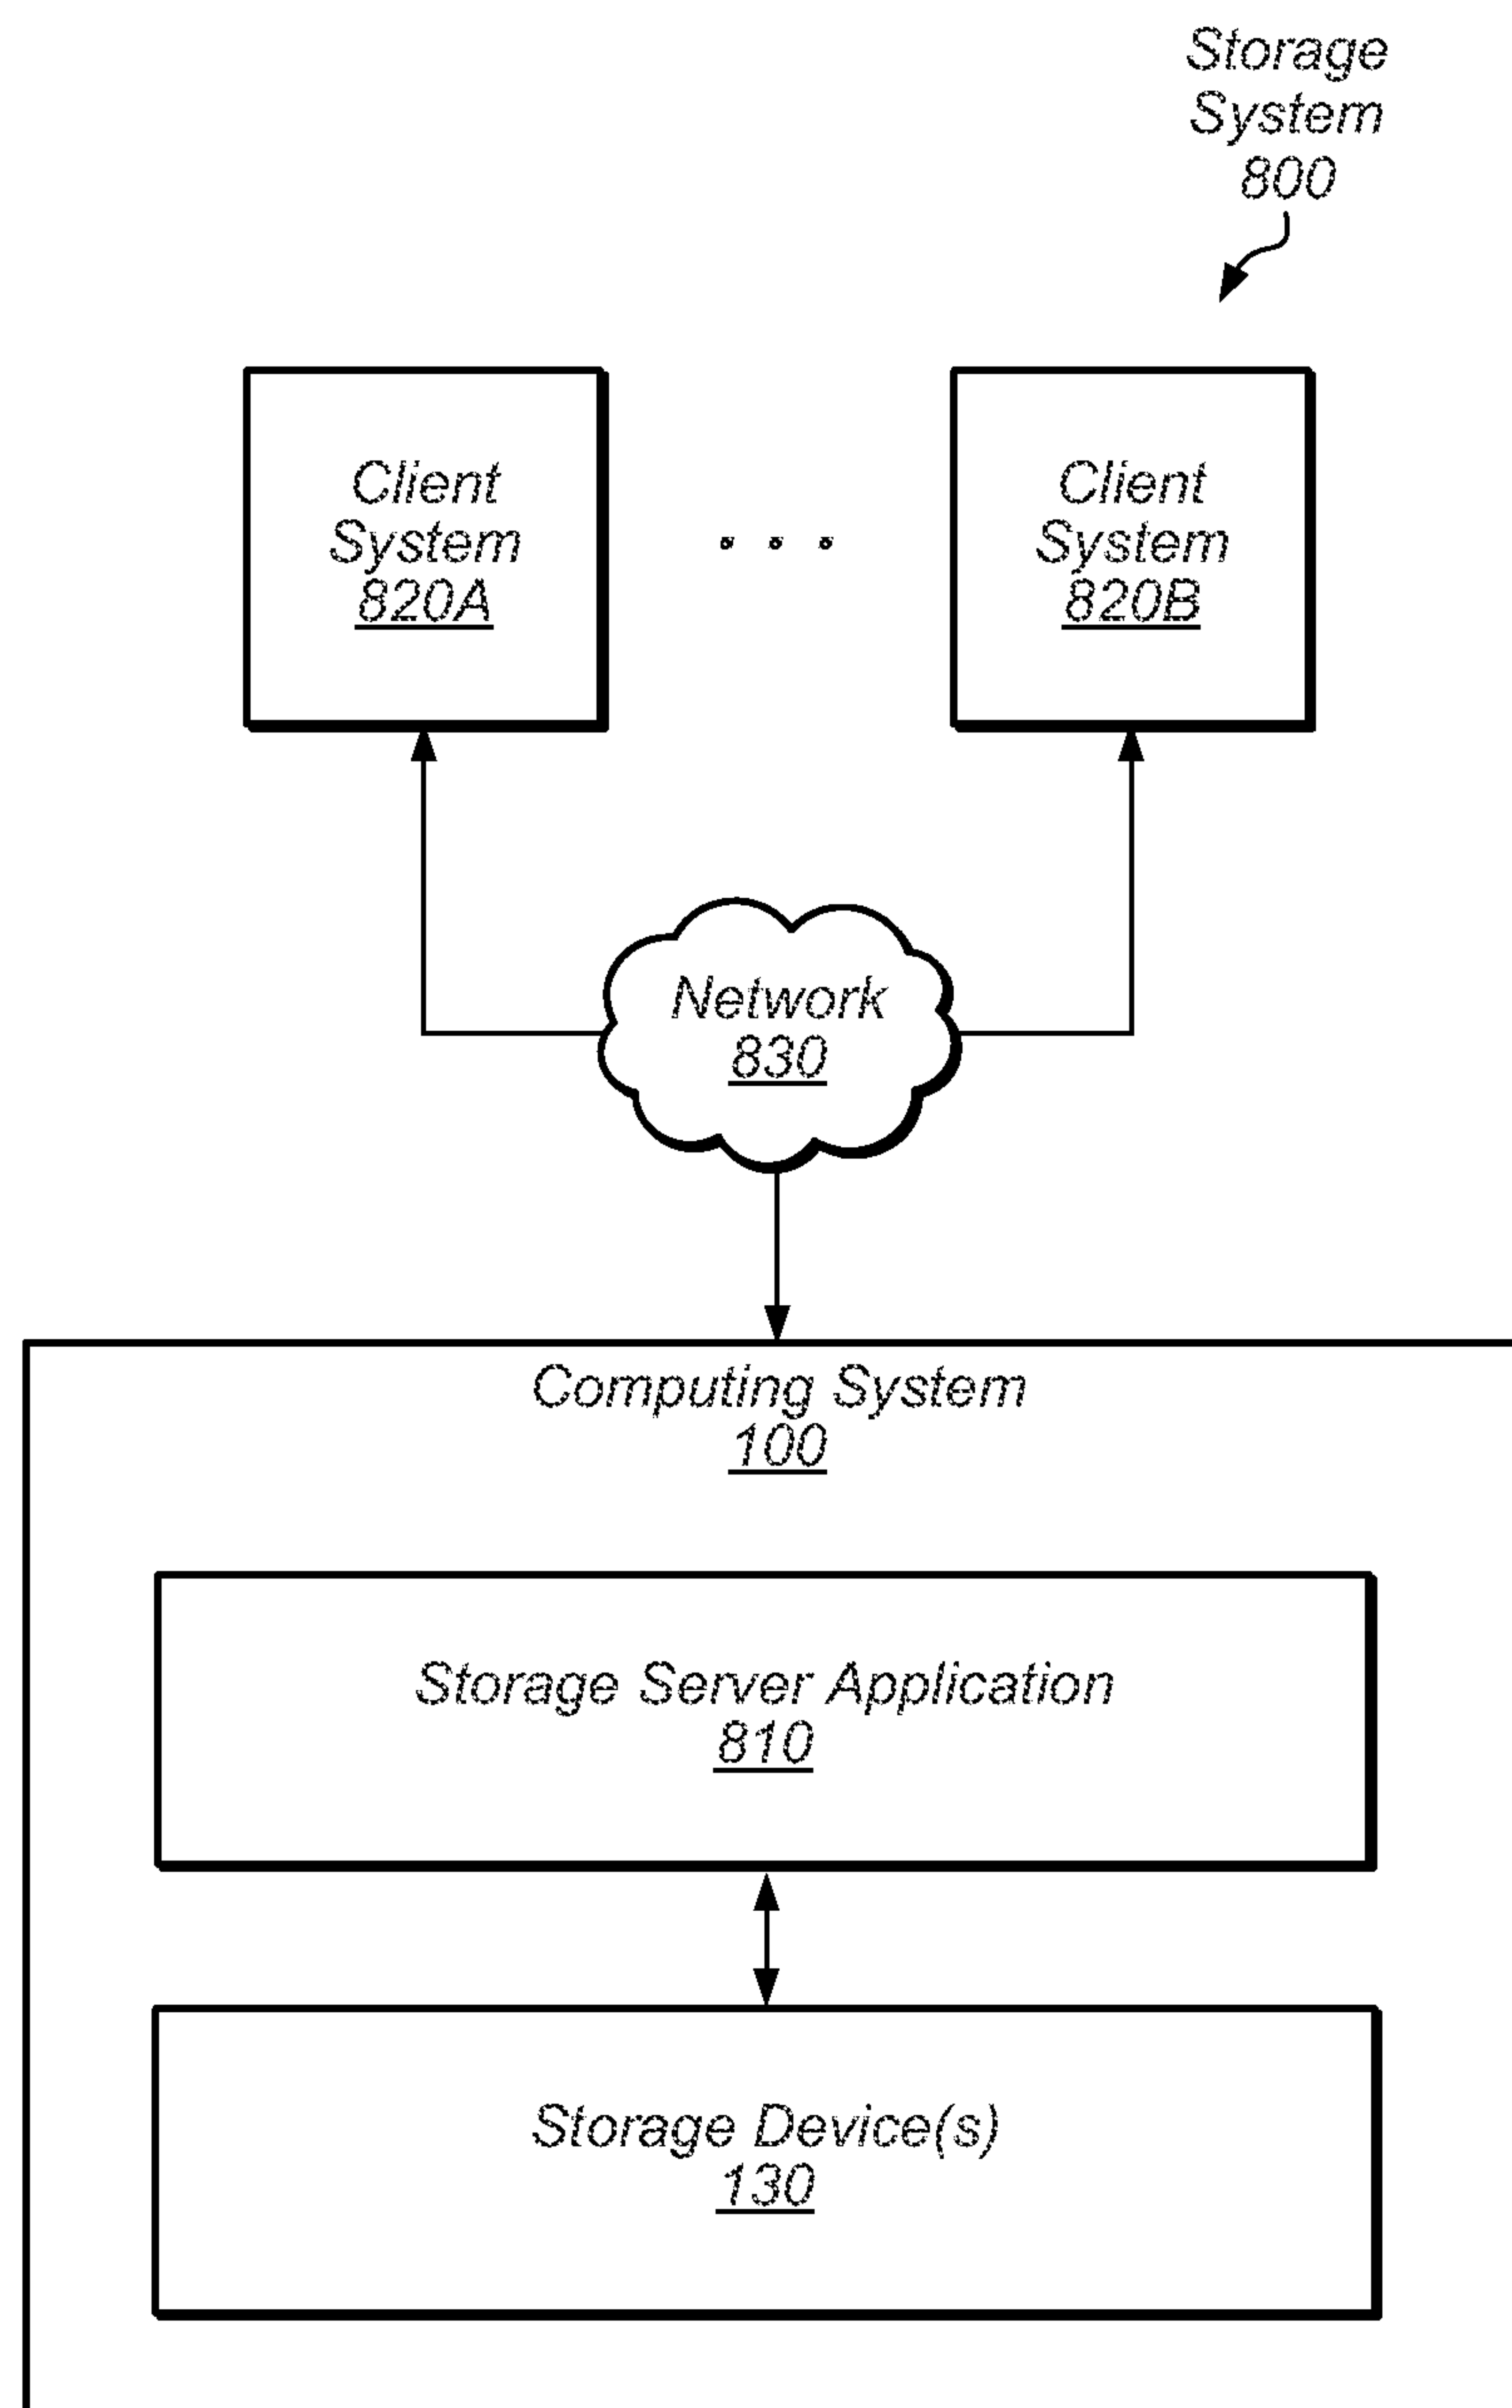 Storage
System
800
Client
System
820A
. . .
Client
System
820B
Network
830
Computing System
100
Storage Server Application
810
Storage Device(s)
130